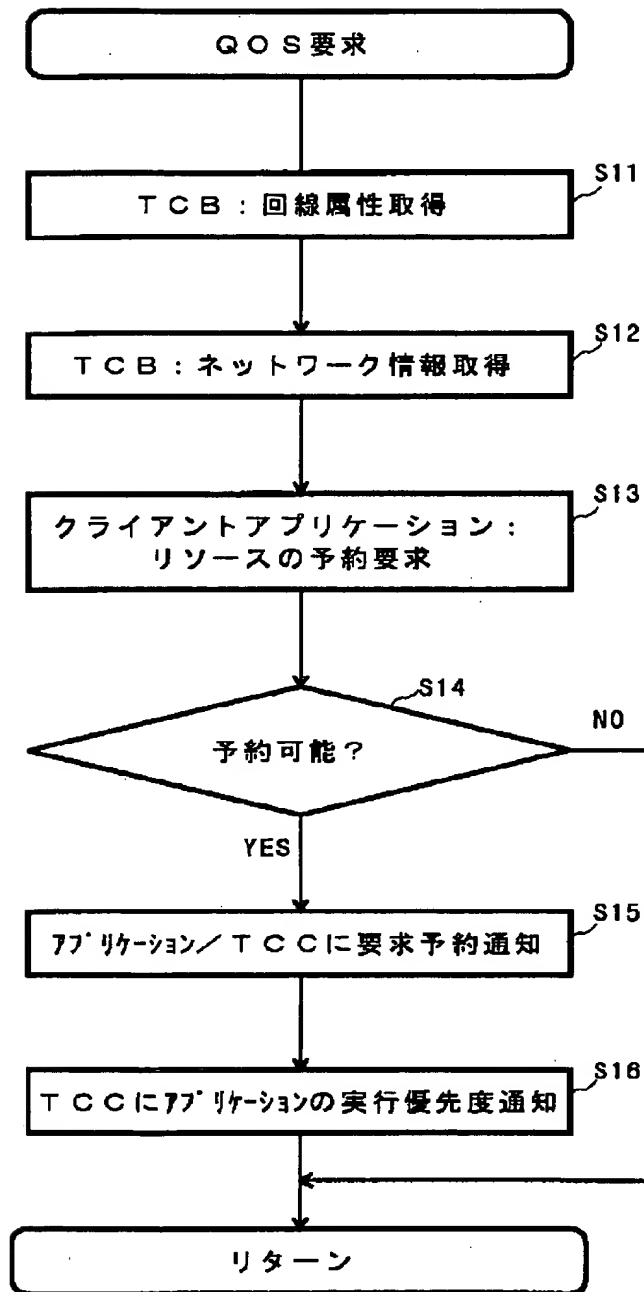 QOS要求
S11
TCB:回線属性取得
S12
TCB:ネットワーク情報取得
S13
クライアントアプリケーション:
リソースの予約要求
S14
予約可能?
NO
YES
S15
アプリケーション/TCCに要求予約通知
S16
TCCにアプリケーションの実行優先度通知
リターン